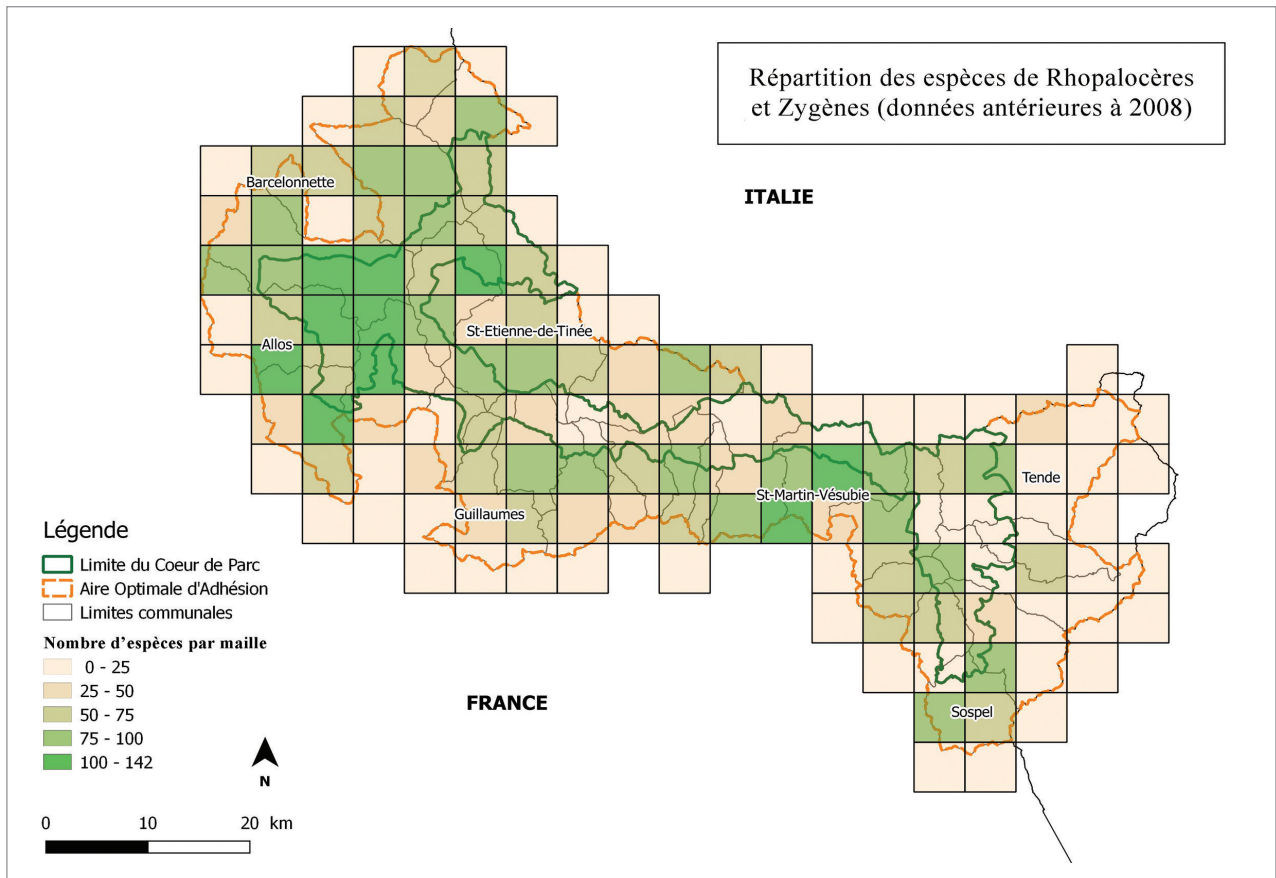 Répartition des espèces de Rhopalocères
et Zygènes (données antérieures à 2008)
Barcelonnette
ITALIE
St-Etienne-de-Tinée
Allos
Tende
St-Martin-Vésubie
Guillaumes
Sospel
FRANCE
Légende
Limite du Coeur de Parc
Aire Optimale d'Adhésion
Limites communales
Nombre d’espèces par maille
0 - 25
25 - 50
50 - 75
75 - 100
100 - 142
N
0 10 20 km